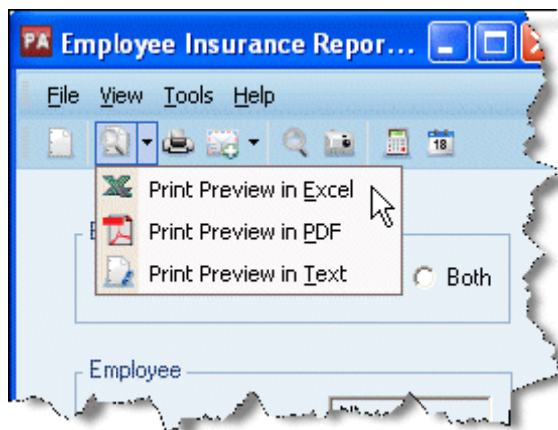 PA Employee Insurance Repor...
File View Tools Help
18
Print Preview in Excel
Print Preview in PDF
Print Preview in Text
Both
Employee